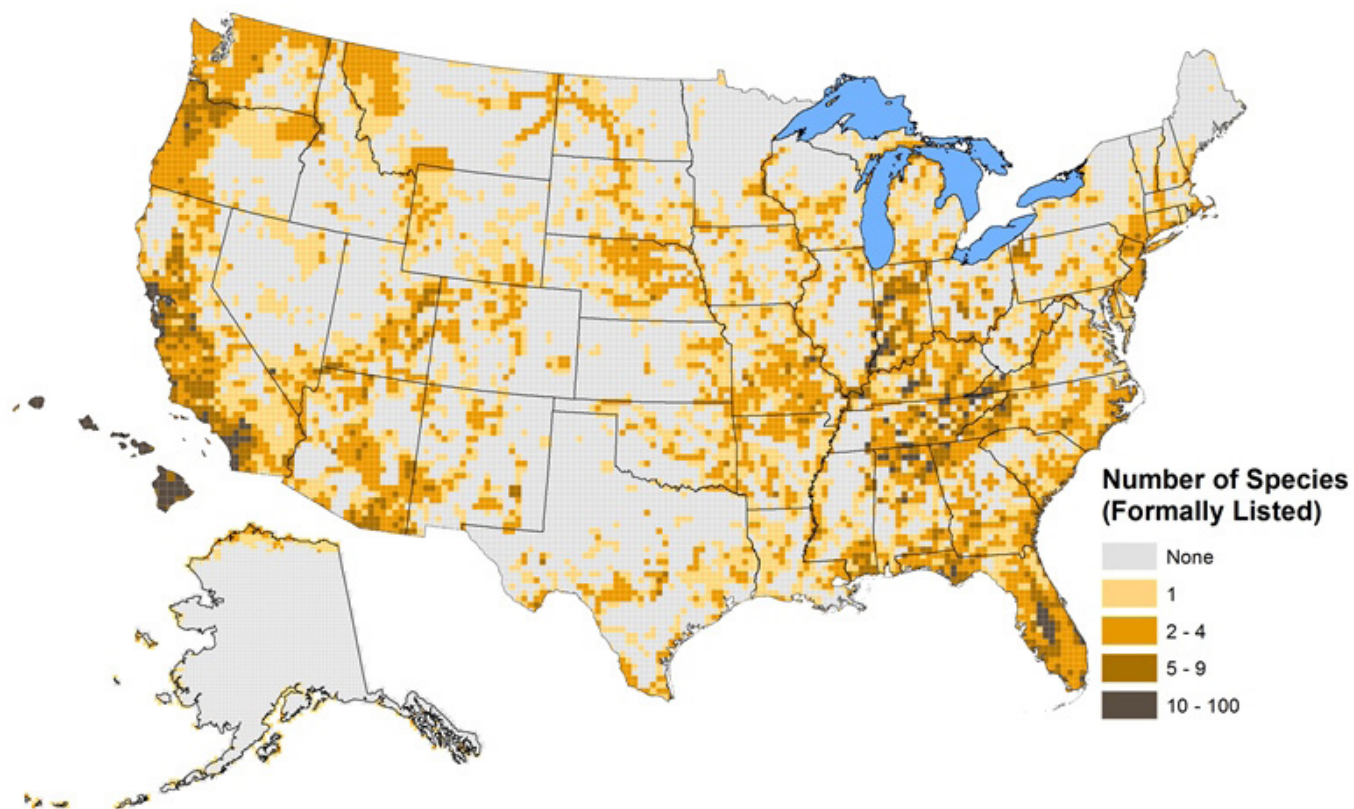 Number of Species
(Formally Listed)
None
1
2 - 4
5 - 9
10 - 100